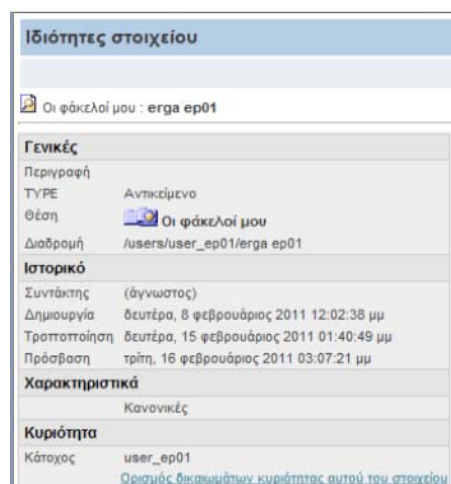 Ιδιότητες στοιχείου
Οι φάκελοί μου : erga ep01
Γενικές
Περιγραφή
TYPE Αντικείμενο
Θέση Οι φάκελοί μου
Διαδρομή /users/user_ep01/erga ep01
Ιστορικό
Συντάκτης (άγνωστος)
Δημιουργία δευτέρα, 8 φεβρουάριος 2011 12:02:38 μμ
Τροπποποίηση δευτέρα, 15 φεβρουάριος 2011 01:40:49 μμ
Πρόσβαση τρίτη, 16 φεβρουάριος 2011 03:07:21 μμ
Χαρακτηριστικά
Κανονικές
Κυριότητα
Κάτοχος user_ep01
Ορισμός δικαιωμάτων κυριότητας αυτού του στοιχείου